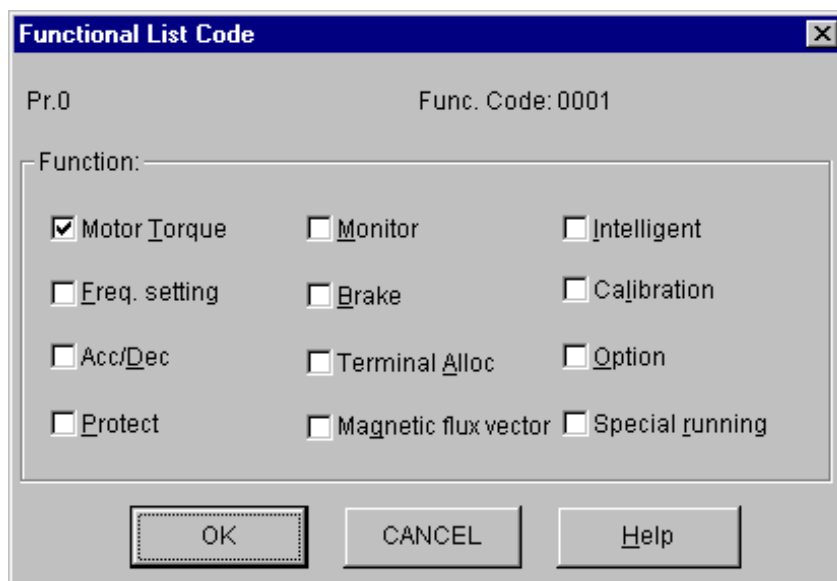 Functional List Code
Pr.0 Func. Code: 0001
Function:
Motor Torque Monitor Intelligent
Freq. setting Brake Calibration
Acc/Dec Terminal Alloc Option
Protect Magnetic flux vector Special running
OK CANCEL Help